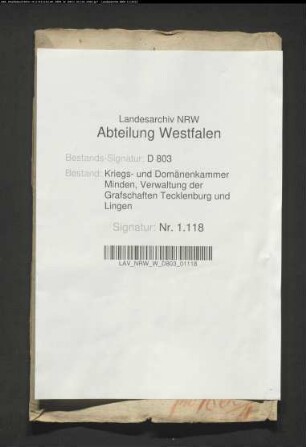 Landesarchiv NRW
Abteilung Westfalen
Bestands-Signatur: D 803
Bestand: Kriegs- und Domänenkammer
Minden, Verwaltung der
Grafschaften Tecklenburg und
Lingen
Signatur: Nr. 1.118
LAV_NRW_W_D803_01118